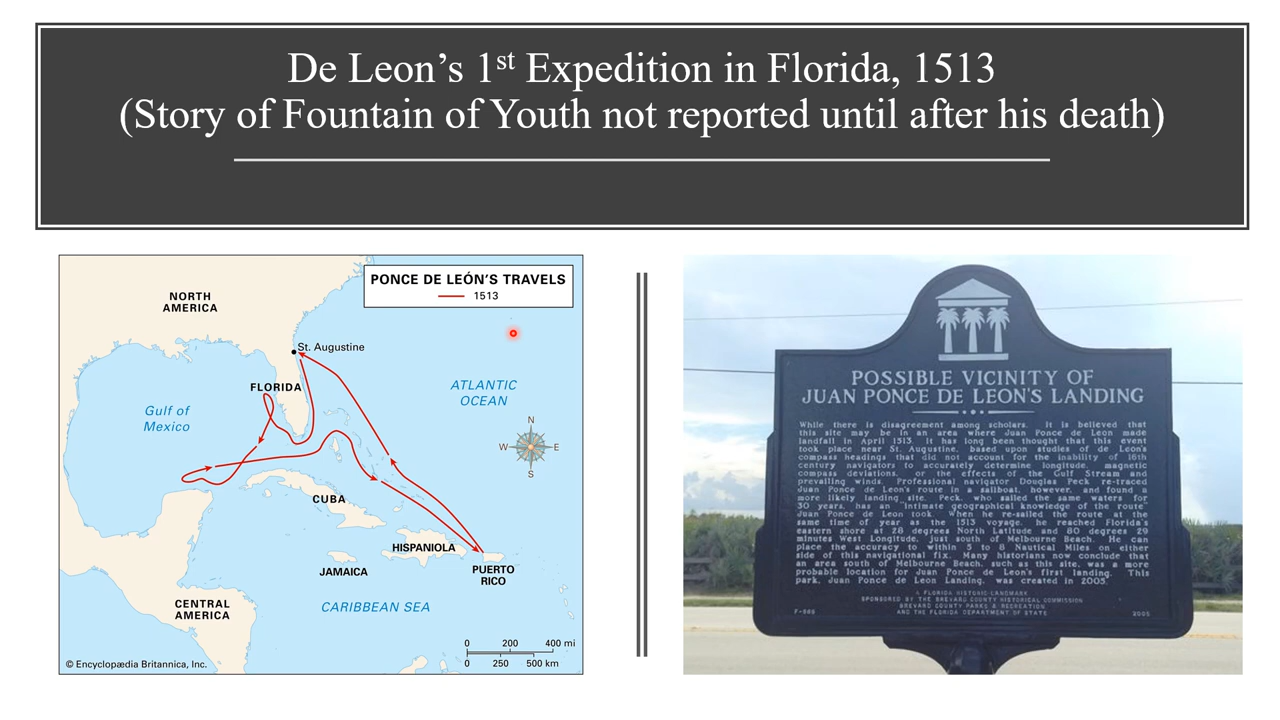 De Leon's 1st Expedition in Florida, 1513
(Story of Fountain of Youth not reported until after his death)
PONCE DE LEÓN'S TRAVELS
1513
NORTH
AMERICA
St. Augustine
FLORIDA
ATLANTIC
OCEAN
Gulf of
Mexico
N
W
E
S
CUBA
HISPANIOLA
JAMAICA
PUERTO
RICO
CARIBBEAN SEA
CENTRAL
AMERICA
0 200 400 mi
0 250 500 km
© Encyclopædia Britannica, Inc.
POSSIBLE VICINITY OF
JUAN PONCE DE LEON'S LANDING
While there is disagreement among scholars. It is believed that
this site may be in an area where Juan Ponce de Leon made
landfall in April 1513. It has long been thought that this event
took place near St. Augustine, based upon studies of de Leon's
compass headings that did not account for the inability of 16th
century navigators to accurately determine longitude, magnetic
compass deviations, or the effects of the Gulf Stream and
prevailing winds. Professional navigator Douglas Peck re-traced
Juan Ponce de Leon's route in a sailboat, however, and found a
more likely landing site. Peck, who sailed the same waters for
30 years, has an "intimate geographical knowledge of the route"
Juan Ponce de Leon took. When he re-sailed the route at the
same time of year as the 1513 voyage, he reached Florida's
eastern shore at 28 degrees North Latitude and 80 degrees 29
minutes West Longitude, just south of Melbourne Beach. He can
place the accuracy to within 5 to 8 Nautical Miles on either
side of this navigational fix. Many historians now conclude that
an area south of Melbourne Beach, such as this site, was a more
probable location for Juan Ponce de Leon's first landing. This
park, Juan Ponce de Leon Landing, was created in 2005.
A FLORIDA HISTORIC LANDMARK
SPONSORED BY THE BREVARD COUNTY HISTORICAL COMMISSION
BREVARD COUNTY PARKS & RECREATION
AND THE FLORIDA DEPARTMENT OF STATE
2005